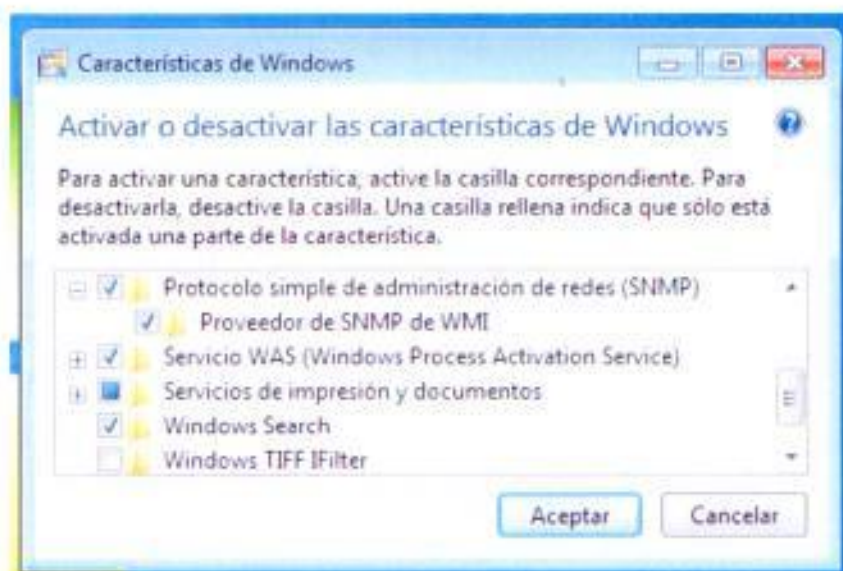 Características de Windows
Activar o desactivar las características de Windows
Para activar una característica, active la casilla correspondiente. Para
desactivarla, desactive la casilla. Una casilla rellena indica que sólo está
activada una parte de la característica.
Protocolo simple de administración de redes (SNMP)
Proveedor de SNMP de WMI
Servicio WAS (Windows Process Activation Service)
Servicios de impresión y documentos
Windows Search
Windows TIFF IFilter
Aceptar
Cancelar